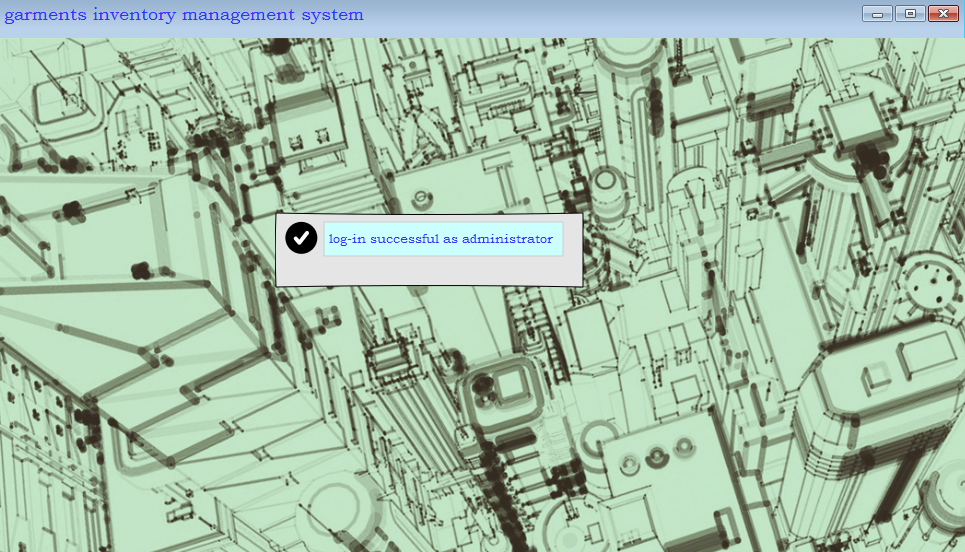 garments inventory management system
log-in successful as administrator